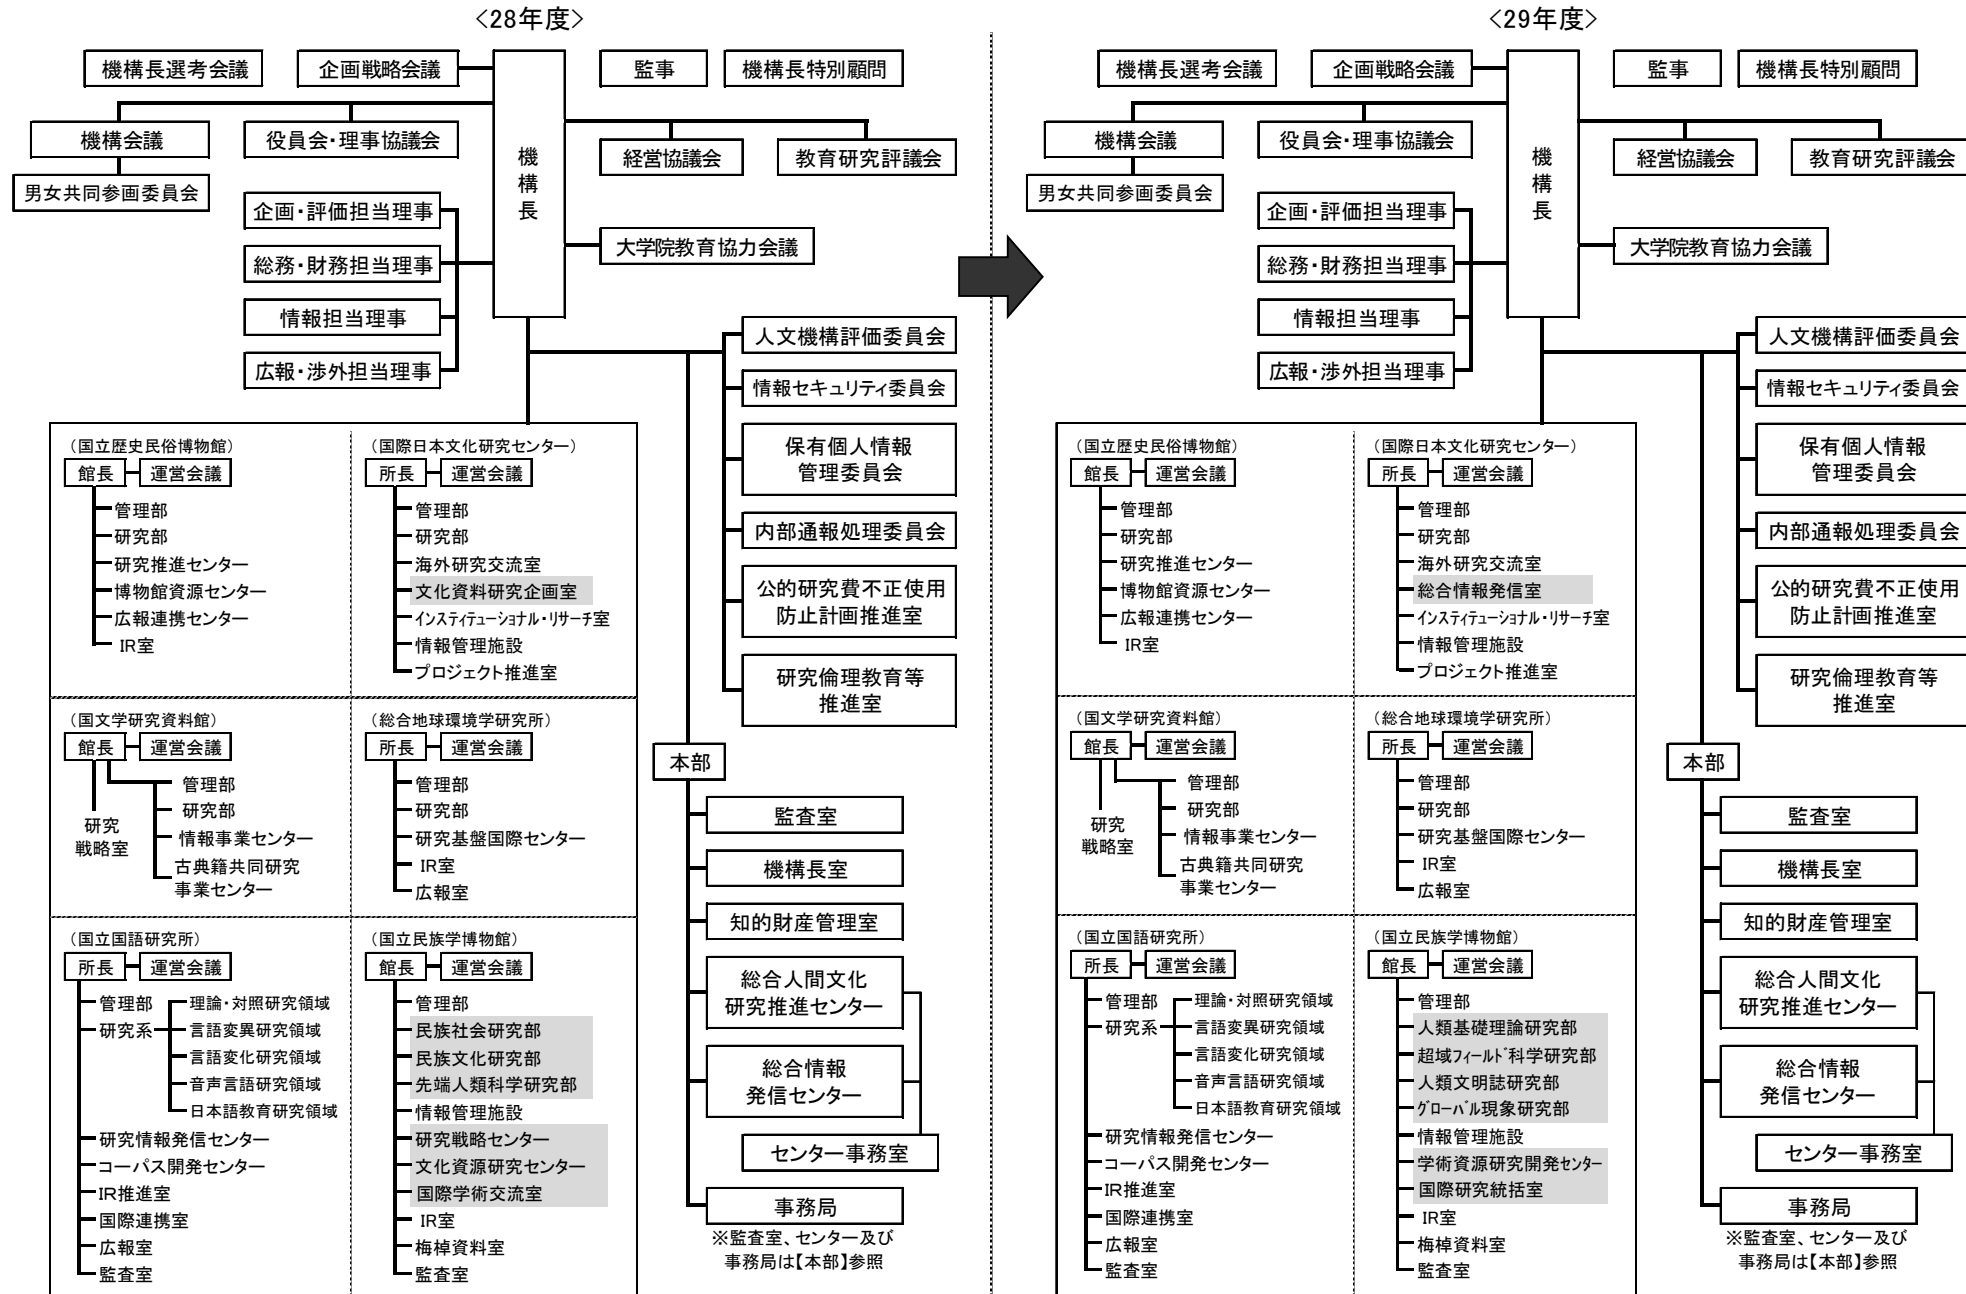 <28年度>
機構長選考会議
企画戦略会議
監事
機構長特別顧問
機構会議
役員会・理事協議会
機構長
経営協議会
教育研究評議会
男女共同参画委員会
企画・評価担当理事
総務・財務担当理事
情報担当理事
広報・渉外担当理事
大学院教育協力会議
人文機構評価委員会
情報セキュリティ委員会
保有個人情報
管理委員会
内部通報処理委員会
公的研究費不正使用
防止計画推進室
研究倫理教育等
推進室
(国立歴史民俗博物館)
館長
運営会議
管理部
研究部
研究推進センター
博物館資源センター
広報連携センター
IR室
(国際日本文化研究センター)
所長
運営会議
管理部
研究部
海外研究交流室
文化資料研究企画室
インスティテューショナル・リサーチ室
情報管理施設
プロジェクト推進室
(国文学研究資料館)
館長
運営会議
管理部
研究部
情報事業センター
古典籍共同研究
事業センター
研究
戦略室
(総合地球環境学研究所)
所長
運営会議
管理部
研究部
研究基盤国際センター
IR室
広報室
(国立国語研究所)
所長
運営会議
管理部
研究系
理論・対照研究領域
言語変異研究領域
言語変化研究領域
音声言語研究領域
日本語教育研究領域
研究情報発信センター
コーパス開発センター
IR推進室
国際連携室
広報室
監査室
(国立民族学博物館)
館長
運営会議
管理部
民族社会研究部
民族文化研究部
先端人類科学研究部
情報管理施設
研究戦略センター
文化資源研究センター
国際学術交流室
IR室
梅棹資料室
監査室
本部
監査室
機構長室
知的財産管理室
総合人間文化
研究推進センター
総合情報
発信センター
センター事務室
事務局
※監査室、センター及び
事務局は【本部】参照
<29年度>
機構長選考会議
企画戦略会議
監事
機構長特別顧問
機構会議
役員会・理事協議会
機構長
経営協議会
教育研究評議会
男女共同参画委員会
企画・評価担当理事
総務・財務担当理事
情報担当理事
広報・渉外担当理事
大学院教育協力会議
人文機構評価委員会
情報セキュリティ委員会
保有個人情報
管理委員会
内部通報処理委員会
公的研究費不正使用
防止計画推進室
研究倫理教育等
推進室
(国立歴史民俗博物館)
館長
運営会議
管理部
研究部
研究推進センター
博物館資源センター
広報連携センター
IR室
(国際日本文化研究センター)
所長
運営会議
管理部
研究部
海外研究交流室
総合情報発信室
インスティテューショナル・リサーチ室
情報管理施設
プロジェクト推進室
(国文学研究資料館)
館長
運営会議
管理部
研究部
情報事業センター
古典籍共同研究
事業センター
研究
戦略室
(総合地球環境学研究所)
所長
運営会議
管理部
研究部
研究基盤国際センター
IR室
広報室
(国立国語研究所)
所長
運営会議
管理部
研究系
理論・対照研究領域
言語変異研究領域
言語変化研究領域
音声言語研究領域
日本語教育研究領域
研究情報発信センター
コーパス開発センター
IR推進室
国際連携室
広報室
監査室
(国立民族学博物館)
館長
運営会議
管理部
人類基礎理論研究部
超域フィールド科学研究部
人類文明誌研究部
グローバル現象研究部
情報管理施設
学術資源研究開発センター
国際研究統括室
IR室
梅棹資料室
監査室
本部
監査室
機構長室
知的財産管理室
総合人間文化
研究推進センター
総合情報
発信センター
センター事務室
事務局
※監査室、センター及び
事務局は【本部】参照